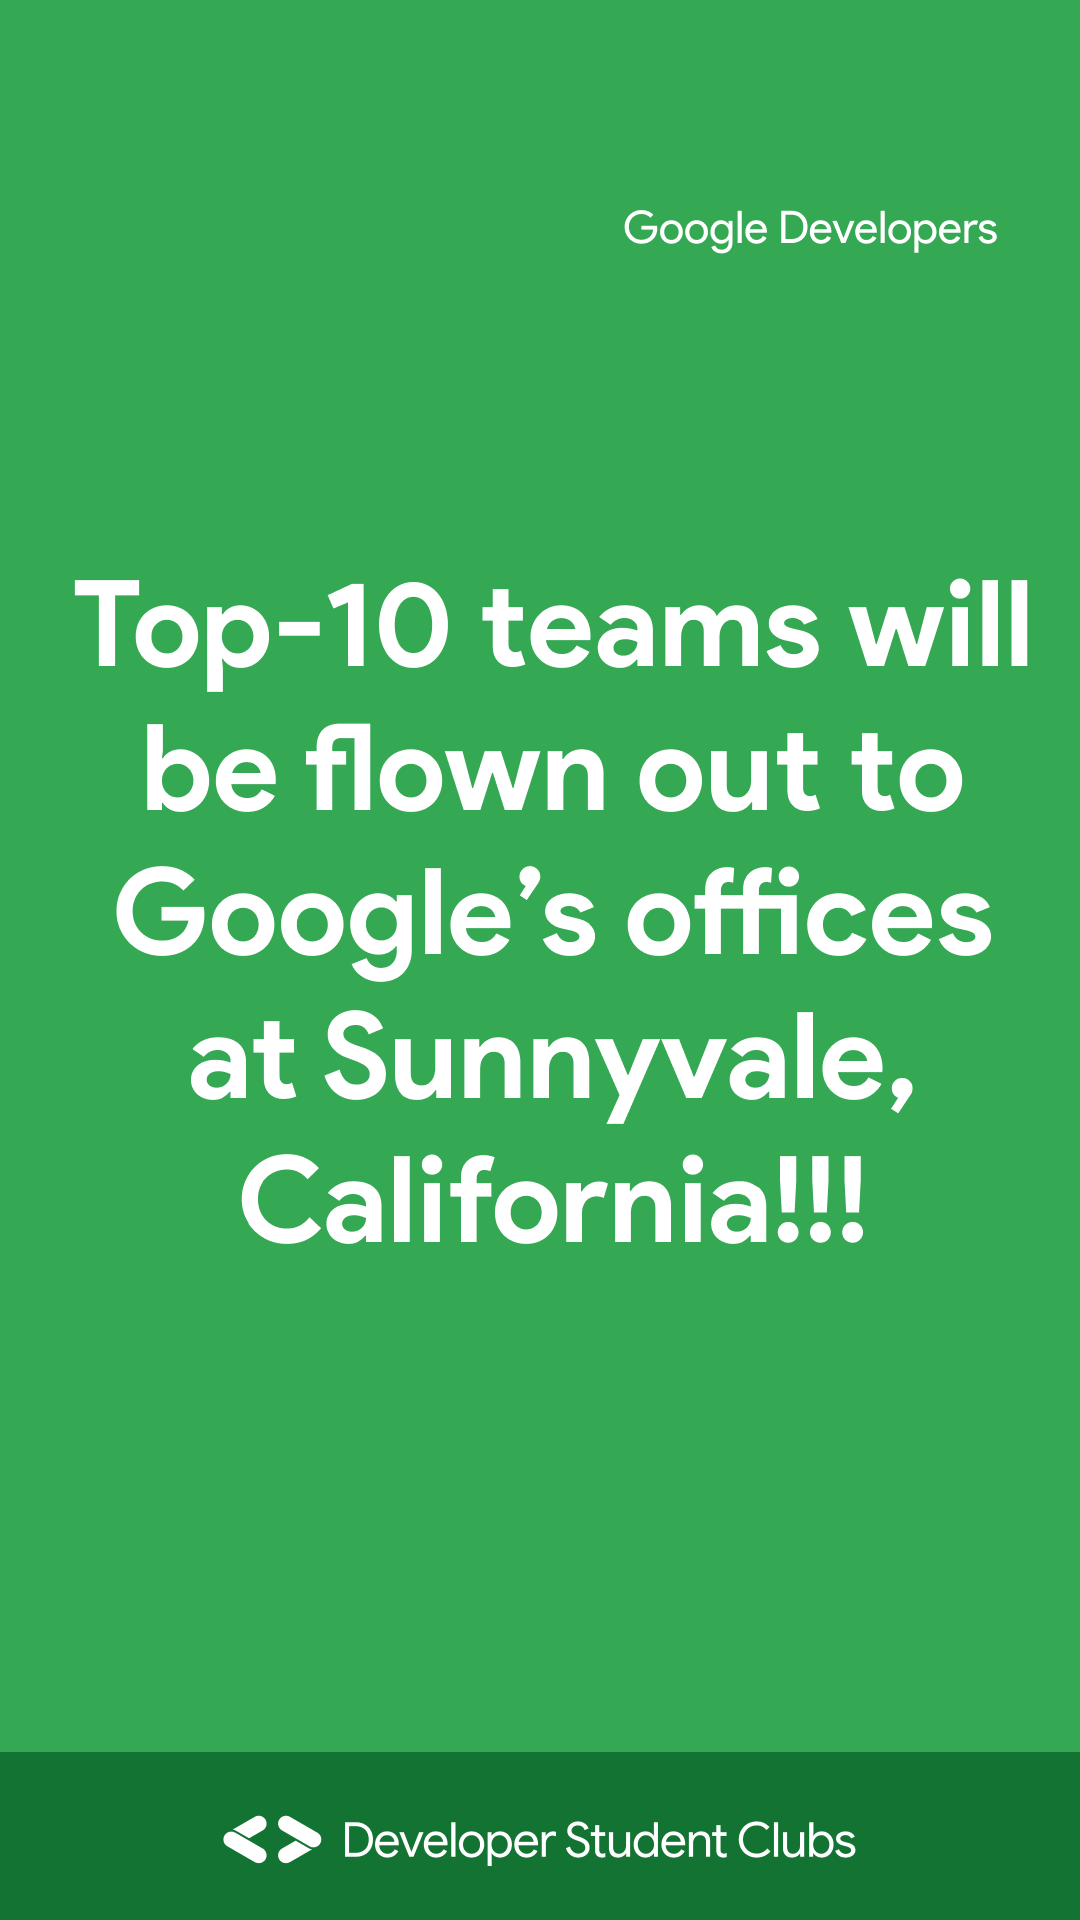 Google Developers
Top-10 teams will
be flown out to
Google’s offices
at Sunnyvale,
California!!!
Developer Student Clubs